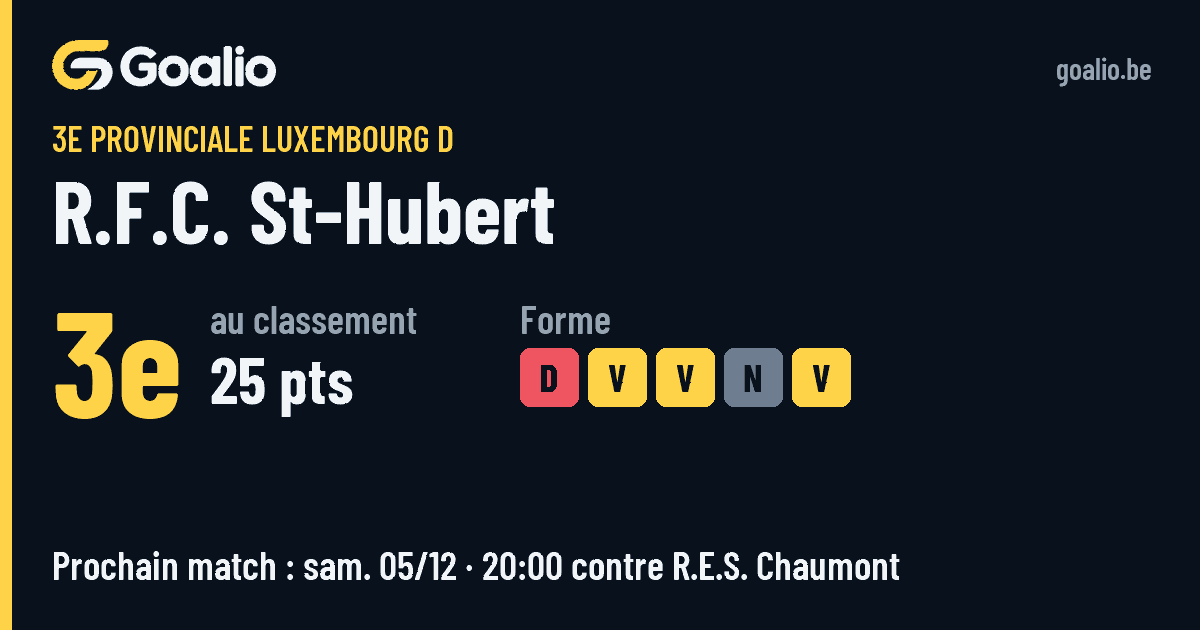 Goalio
goalio.be
3E PROVINCIALE LUXEMBOURG D
R.F.C. St-Hubert
3e
au classement
25 pts
Forme
D V V N V
Prochain match : sam. 05/12 · 20:00 contre R.E.S. Chaumont